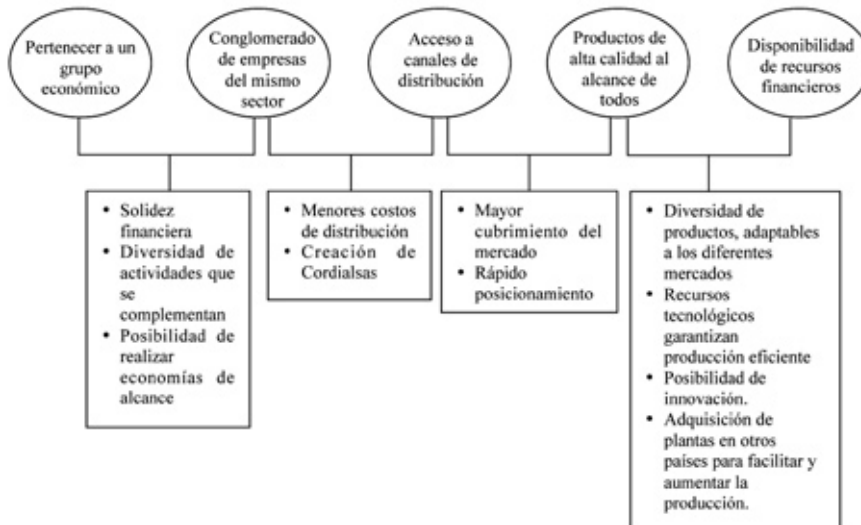 Pertenecer a un
grupo
económico
Conglomerado
de empresas
del mismo
sector
Acceso a
canales de
distribución
Productos de
alta calidad al
alcance de
todos
Disponibilidad
de recursos
financieros
• Solidez
financiera
• Diversidad de
actividades que
se
complementan
• Posibilidad de
realizar
economías de
alcance
• Menores costos
de distribución
• Creación de
Cordialsas
• Mayor
cubrimiento del
mercado
• Rápido
posicionamiento
• Diversidad de
productos, adaptables
a los diferentes
mercados
• Recursos
tecnológicos
garantizan
producción eficiente
• Posibilidad de
innovación.
• Adquisición de
plantas en otros
países para facilitar y
aumentar la
producción.